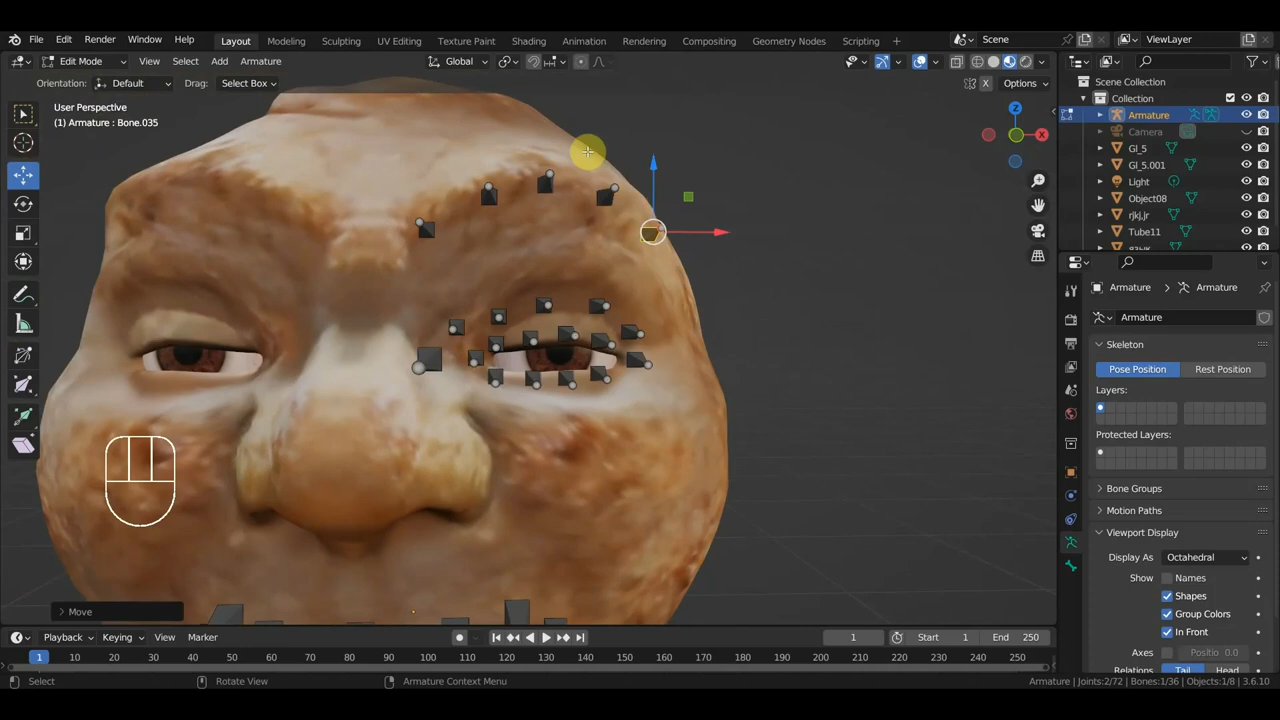 File Edit Render Window Help Layout Modeling Sculpting UV Editing Texture Paint Shading Animation Rendering Compositing Geometry Nodes Scripting + Scene ViewLayer
Edit Mode View Select Add Armature Global
Orientation: Default Drag: Select Box X Options
User Perspective
(1) Armature : Bone.035
Z
X
Move
Scene Collection
Collection
Armature
Camera
Gl_5
Gl_5.001
Light
Object08
rjkj.jr
Tube11
язык
Armature > Armature
Armature
Skeleton
Pose Position Rest Position
Layers:
Protected Layers:
Bone Groups
Motion Paths
Viewport Display
Display As Octahedral
Show Names
Shapes
Group Colors
In Front
Axes Positio 0.0
Relations Tail Head
Playback Keying View Marker 1 Start 1 End 250
1 10 20 30 40 50 60 70 80 90 100 110 120 130 140 150 160 170 180 190 200 210 220 230 240 250
Select Rotate View Armature Context Menu Armature | Joints:2/72 | Bones:1/36 | Objects:1/8 | 3.6.10